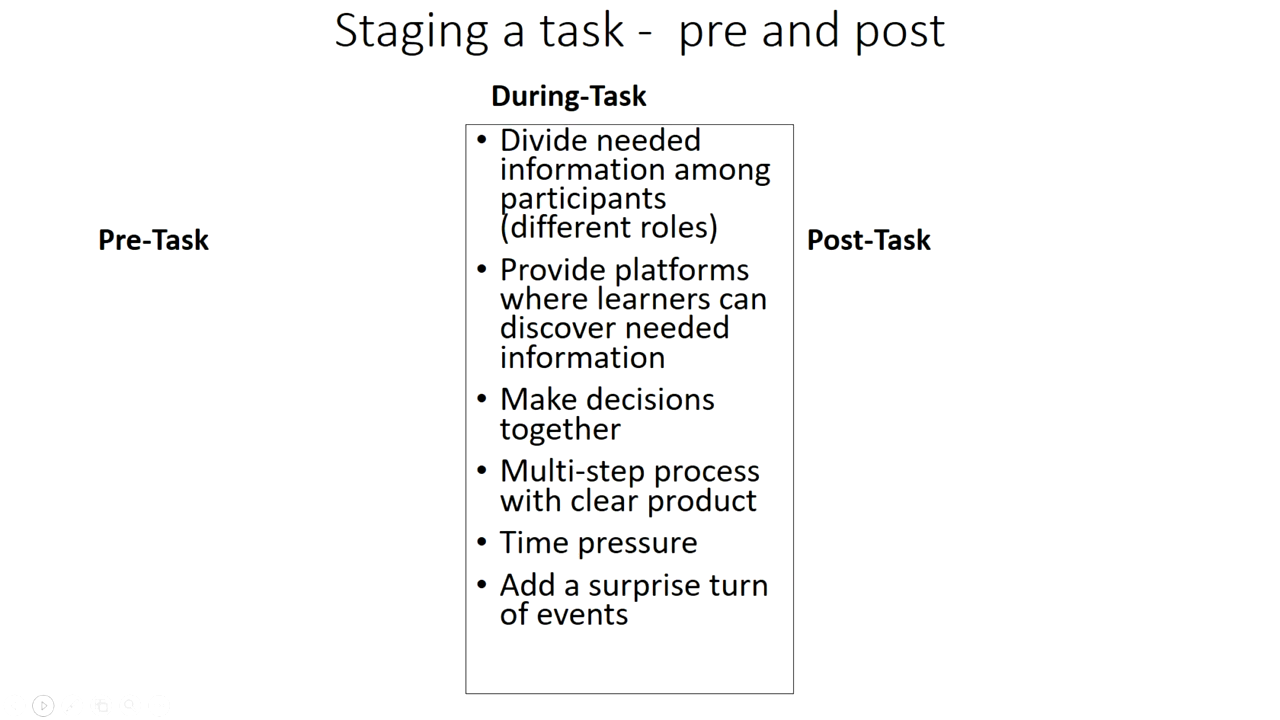 Staging a task -  pre and post
During-Task
• Divide needed
information among
participants
(different roles)
• Provide platforms
where learners can
discover needed
information
• Make decisions
together
• Multi-step process
with clear product
• Time pressure
• Add a surprise turn
of events
Pre-Task
Post-Task